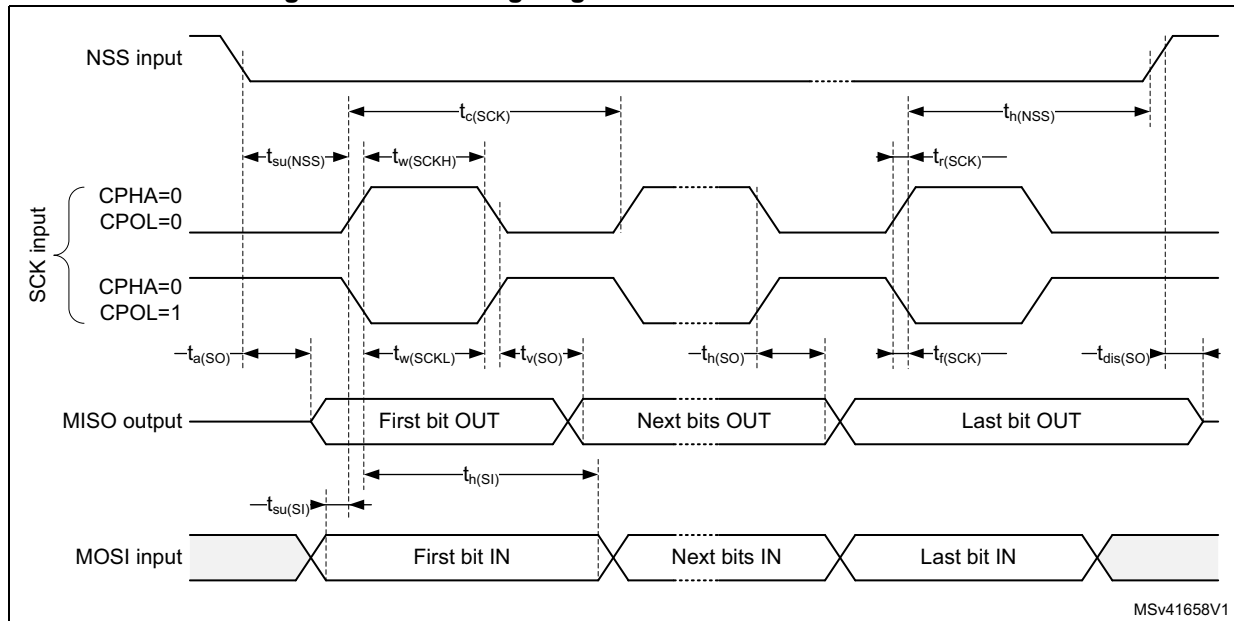 NSS input
tc(SCK)
th(NSS)
tsu(NSS)
tw(SCKH)
tr(SCK)
SCK input
CPHA=0
CPOL=0
CPHA=0
CPOL=1
ta(SO)
tw(SCKL)
tv(SO)
th(SO)
tf(SCK)
tdis(SO)
MISO output
First bit OUT
Next bits OUT
Last bit OUT
th(SI)
tsu(SI)
MOSI input
First bit IN
Next bits IN
Last bit IN
MSv41658V1